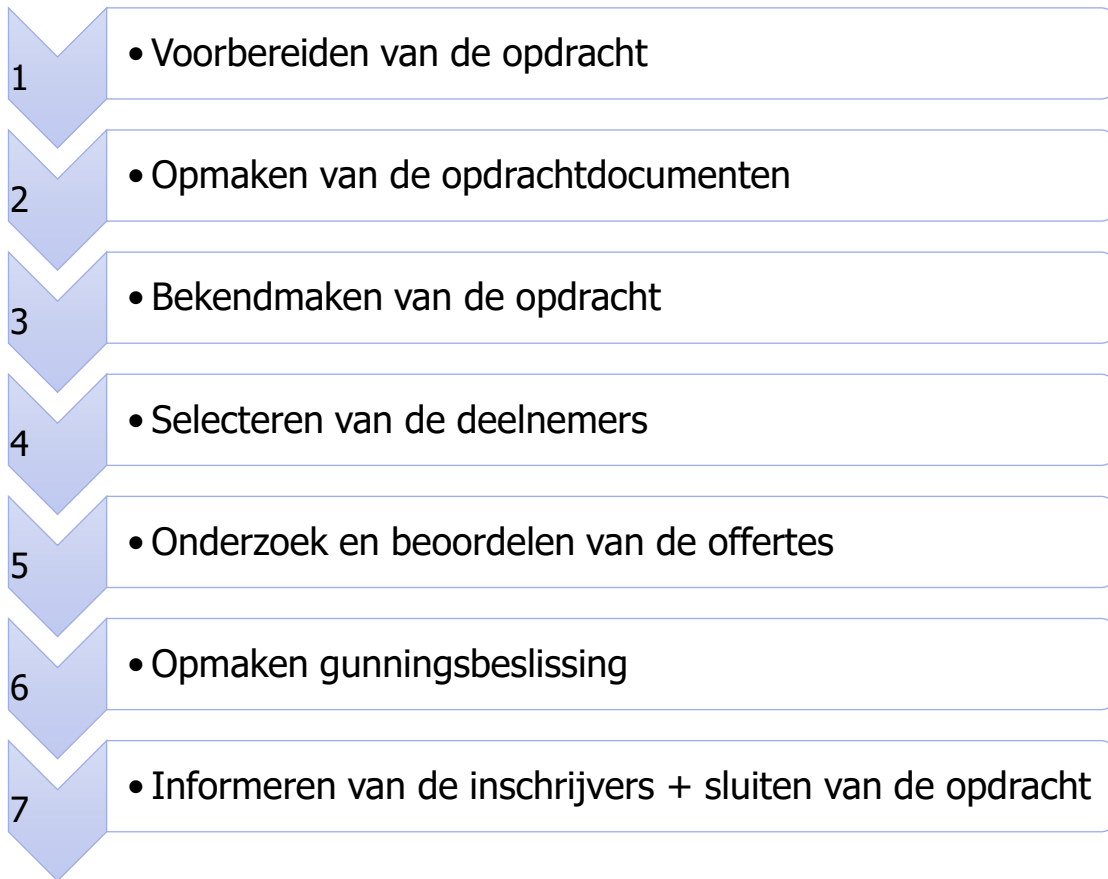 1
• Voorbereiden van de opdracht
2
• Opmaken van de opdrachtdocumenten
3
• Bekendmaken van de opdracht
4
• Selecteren van de deelnemers
5
• Onderzoek en beoordelen van de offertes
6
• Opmaken gunningsbeslissing
7
• Informeren van de inschrijvers + sluiten van de opdracht